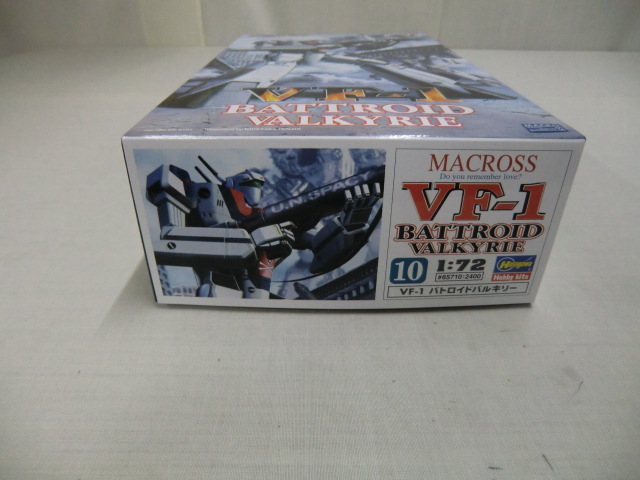 VF-1
BATTROID
VALKYRIE
MACROSS
Do you remember love?
VF-1
BATTROID
VALKYRIE
10
1:72
#65710:2400
Hasegawa
Hobby kits
VF-1 バトロイドバルキリー
U.N.SPACY